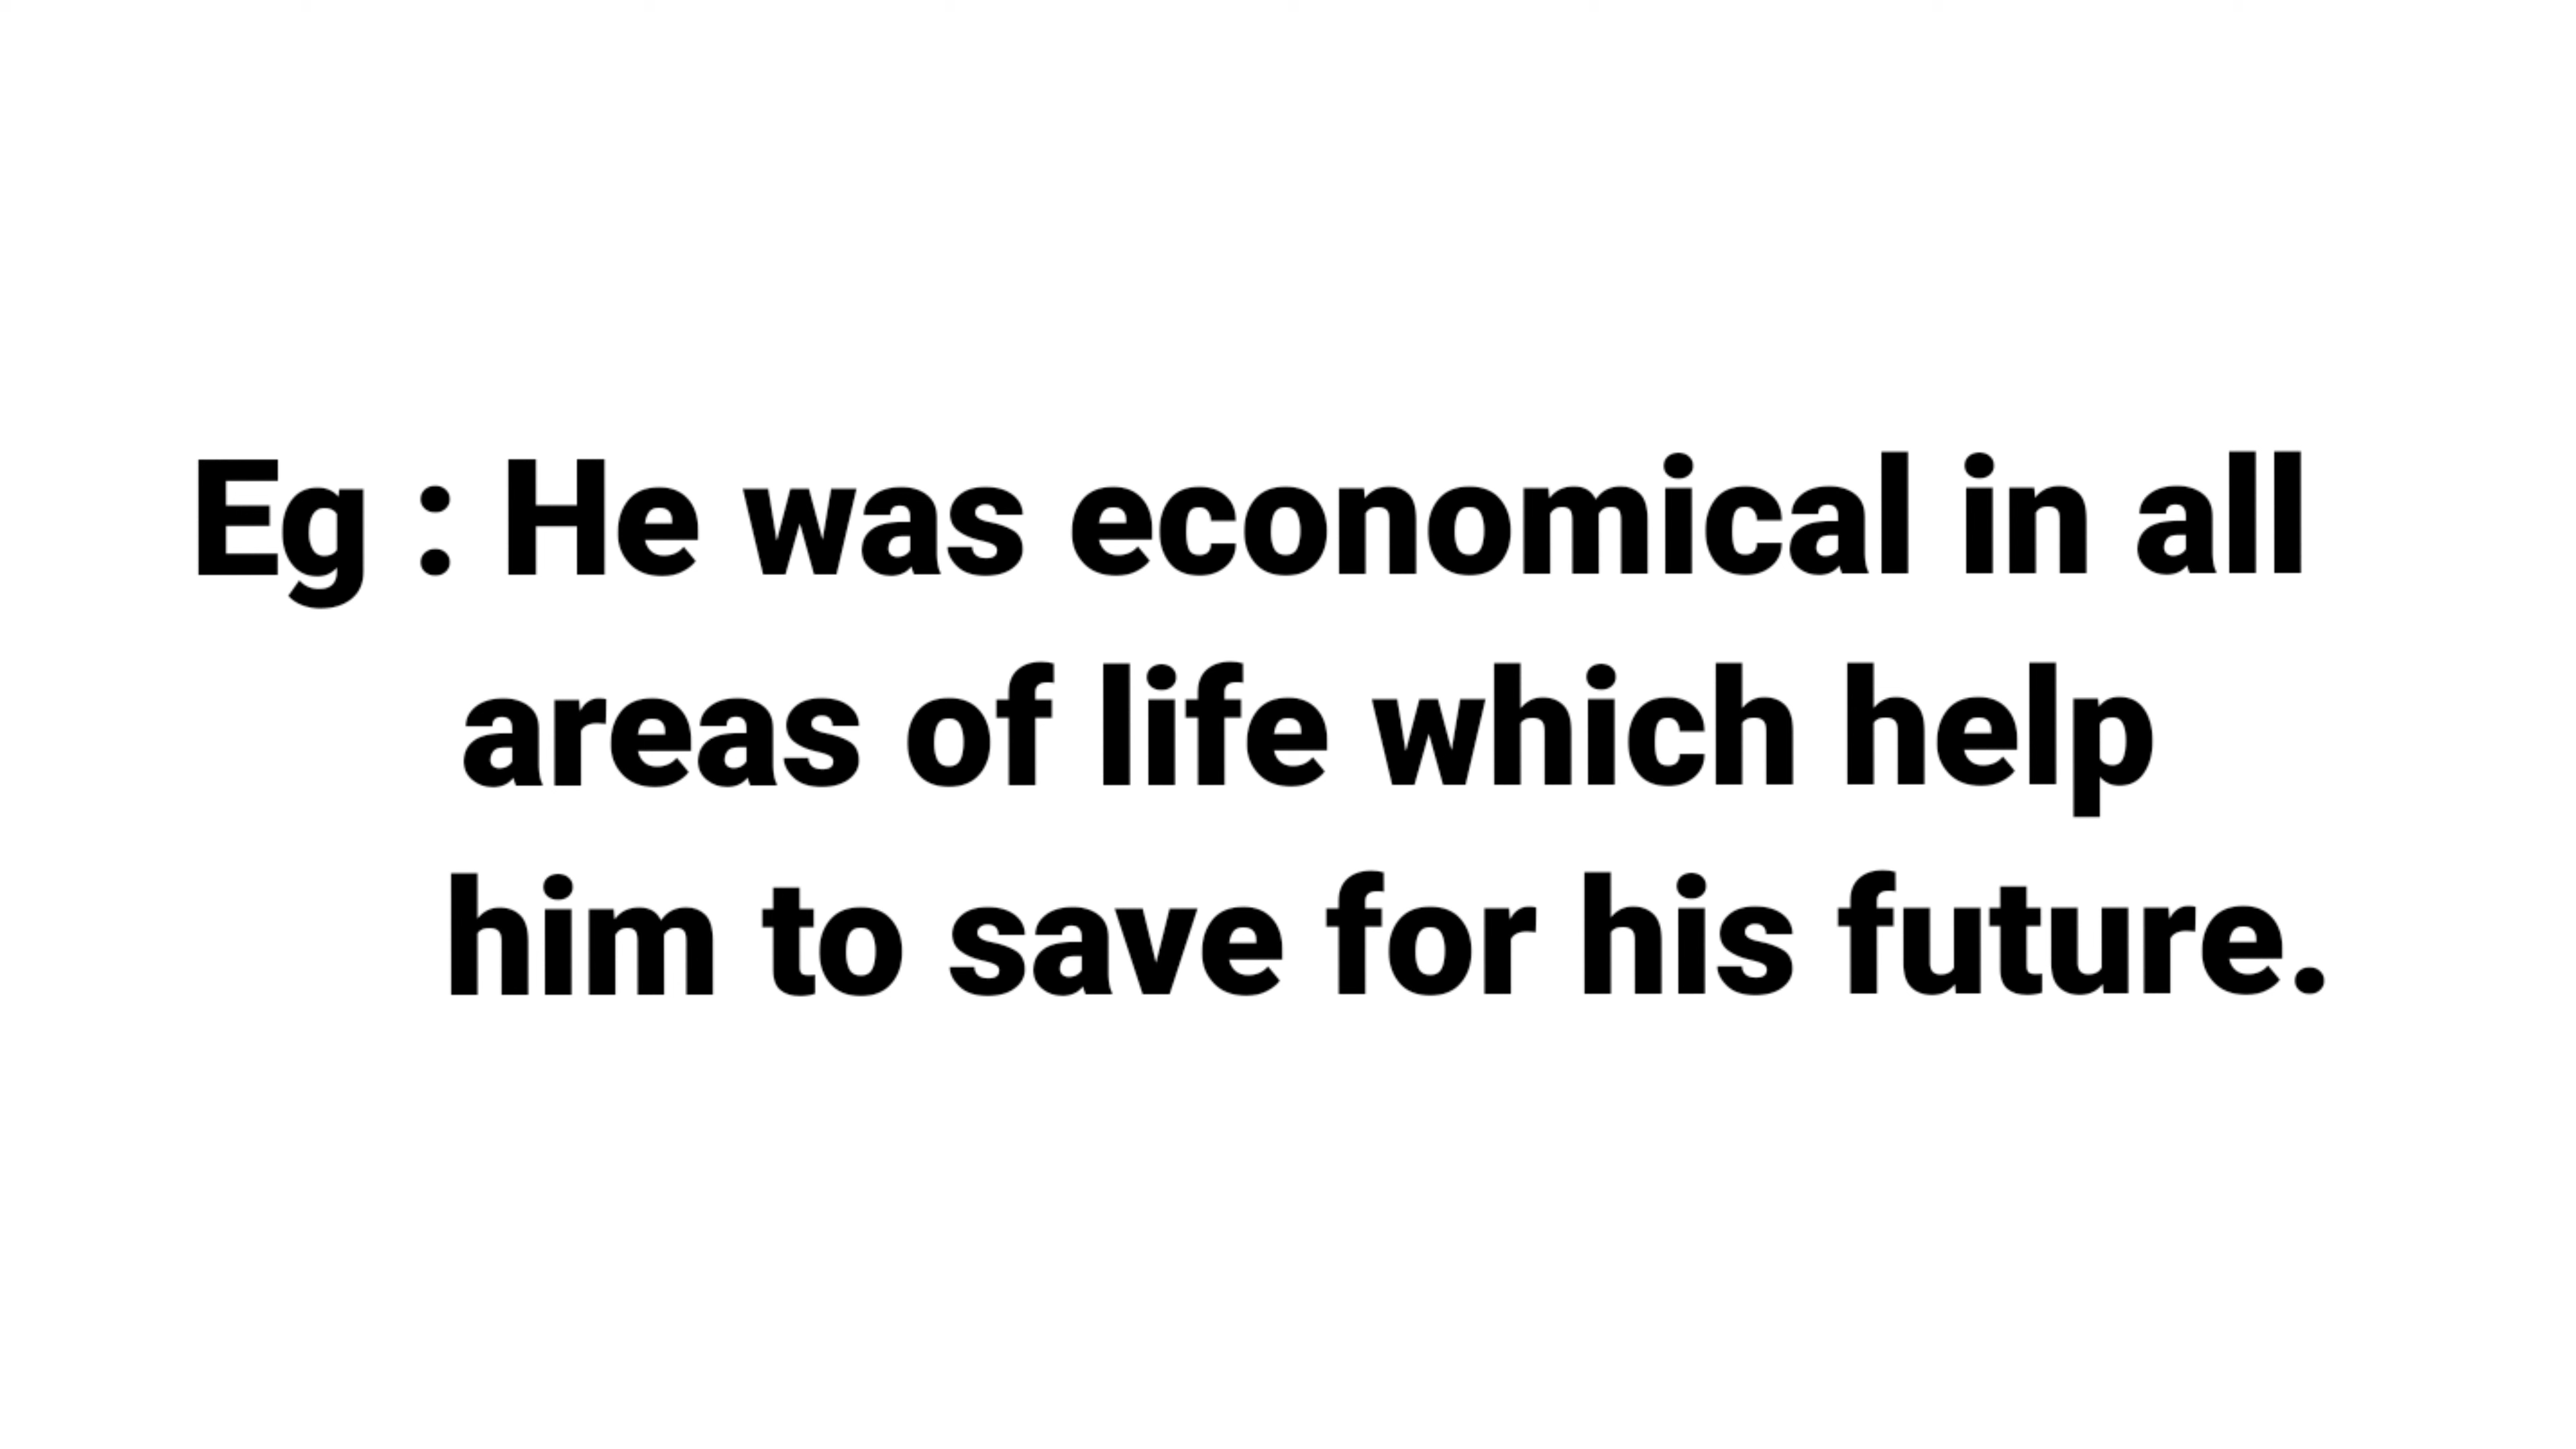 Eg : He was economical in all
areas of life which help
him to save for his future.